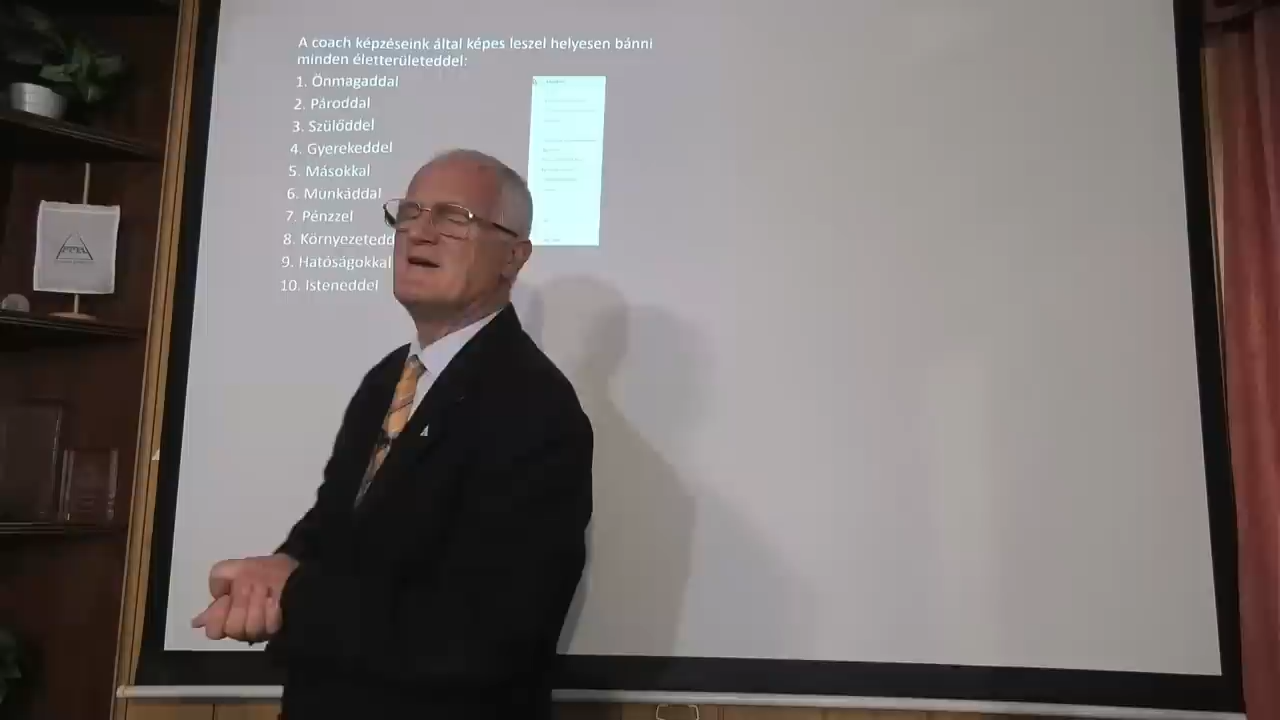 A coach képzéseink által képes leszel helyesen bánni
minden életterületeddel:
1. Önmagaddal
2. Pároddal
3. Szülőddel
4. Gyerekeddel
5. Másokkal
6. Munkáddal
7. Pénzzel
8. Környezetedd
9. Hatóságokkal
10. Isteneddel